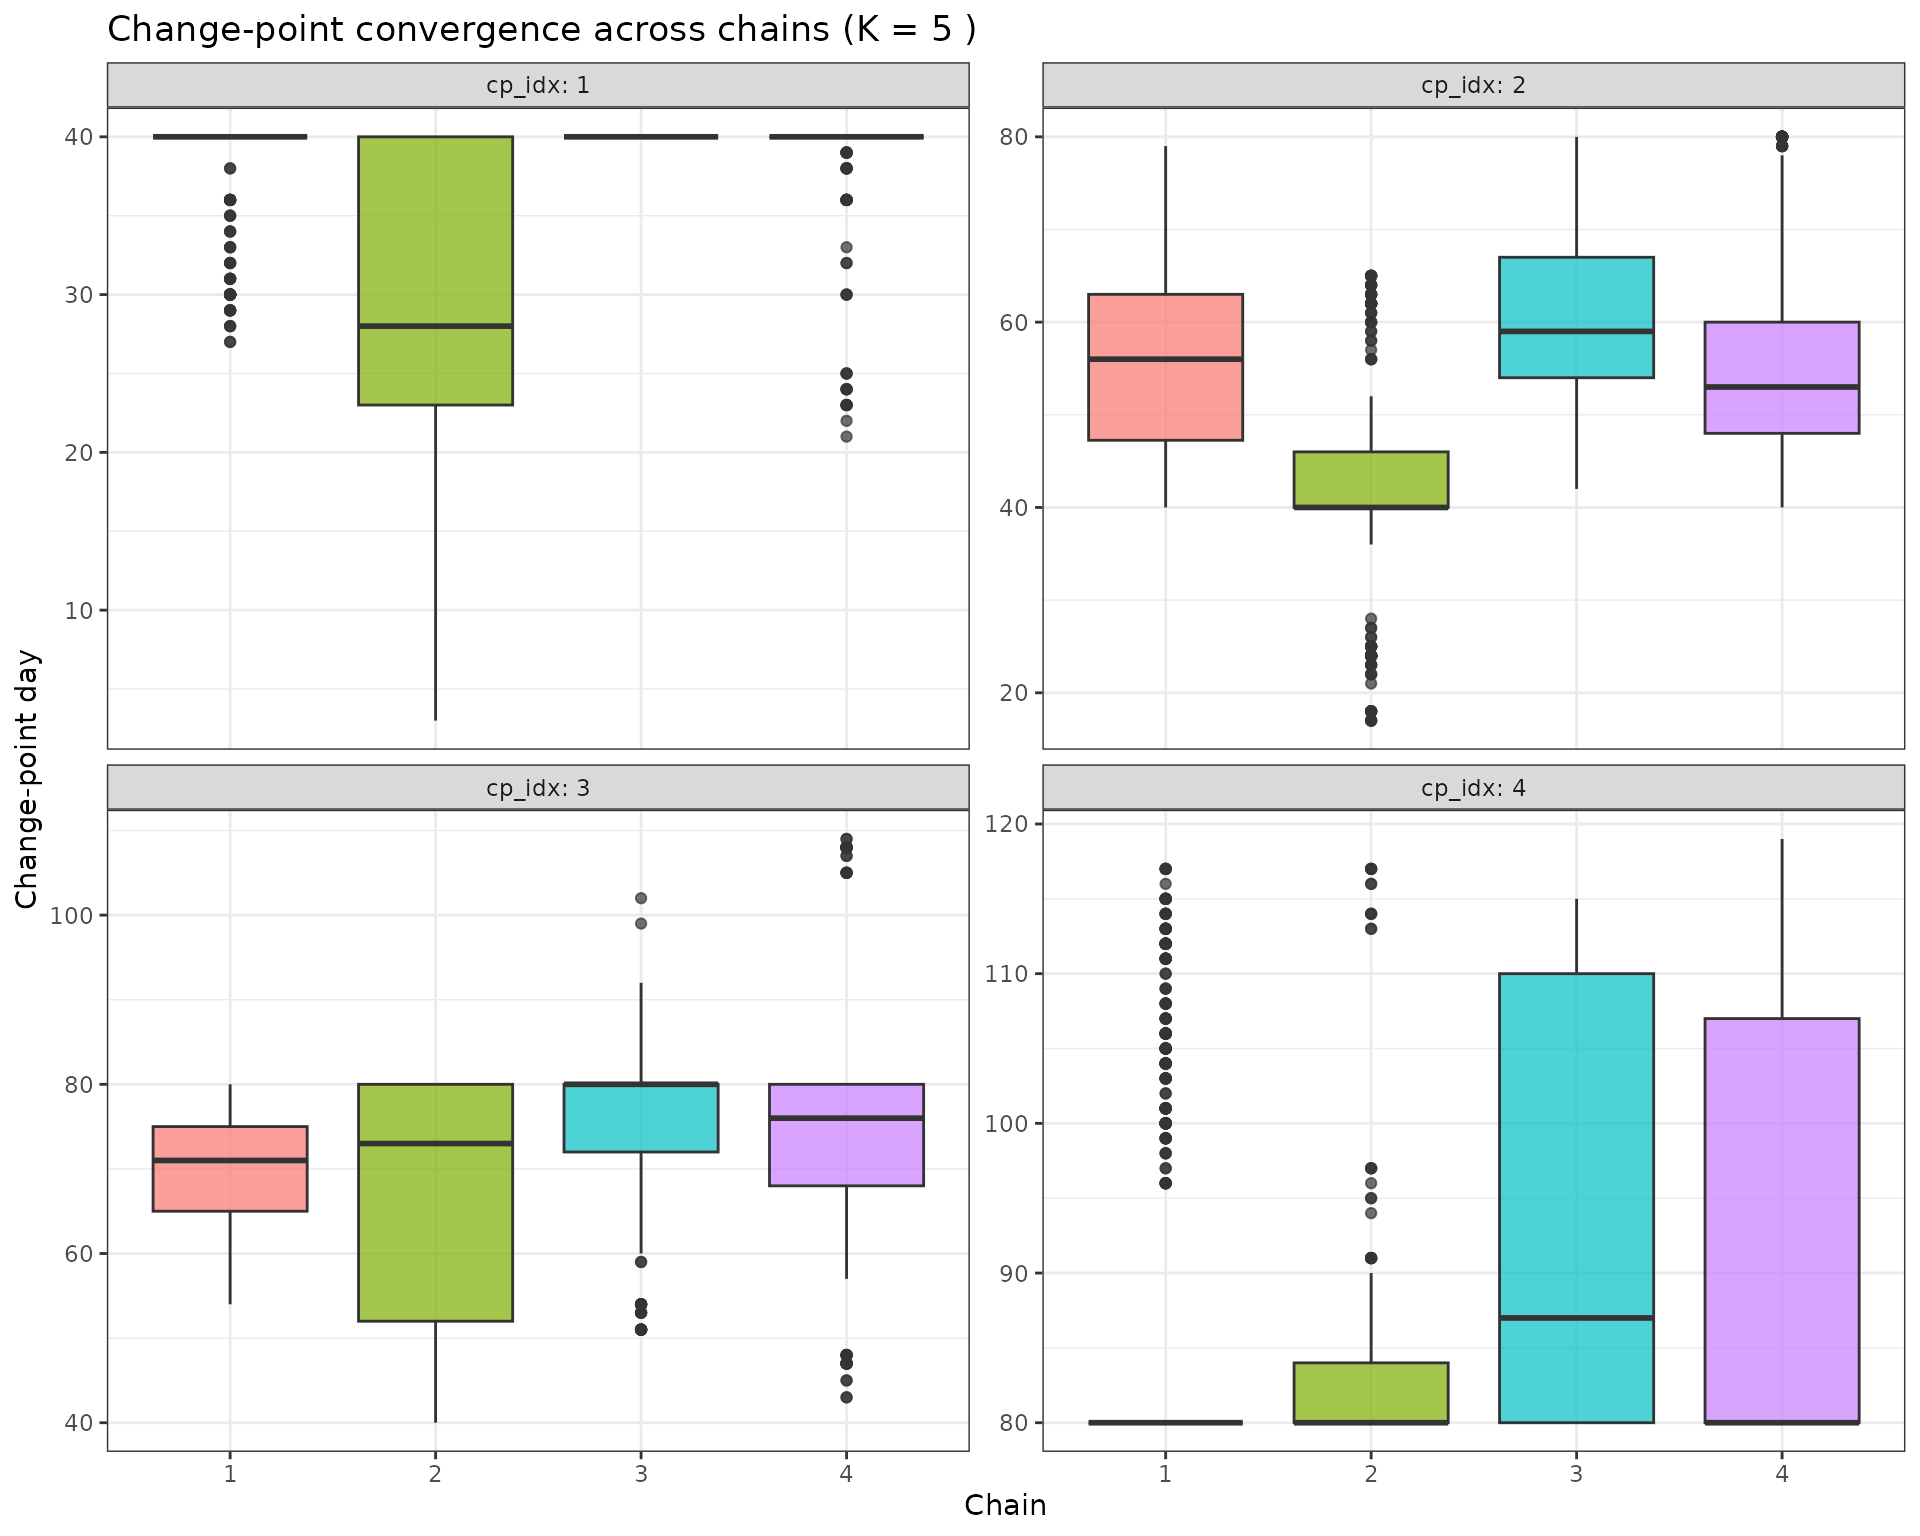 Change-point convergence across chains (K = 5 )
cp_idx: 1
cp_idx: 2
40
30
20
10
80
60
40
20
cp_idx: 3
cp_idx: 4
100
80
60
40
120
110
100
90
80
1 2 3 4
1 2 3 4
Chain
Change-point day